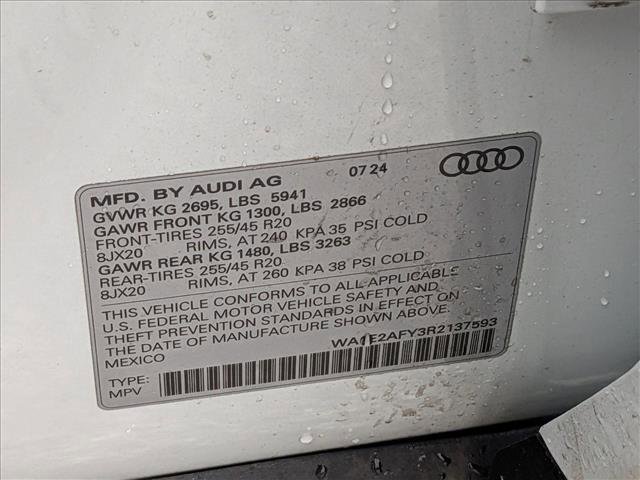 MFD. BY AUDI AG 07 24
GVWR KG 2695, LBS 5941
GAWR FRONT KG 1300, LBS 2866
FRONT-TIRES 255/45 R20
8JX20 RIMS, AT 240 KPA 35 PSI COLD
GAWR REAR KG 1480, LBS 3263
REAR-TIRES 255/45 R20
8JX20 RIMS, AT 260 KPA 38 PSI COLD
THIS VEHICLE CONFORMS TO ALL APPLICABLE
U.S. FEDERAL MOTOR VEHICLE SAFETY AND
THEFT PREVENTION STANDARDS IN EFFECT ON
THE DATE OF MANUFACTURE SHOWN ABOVE.
MEXICO WA1E2AFY3R2137593
TYPE:
MPV